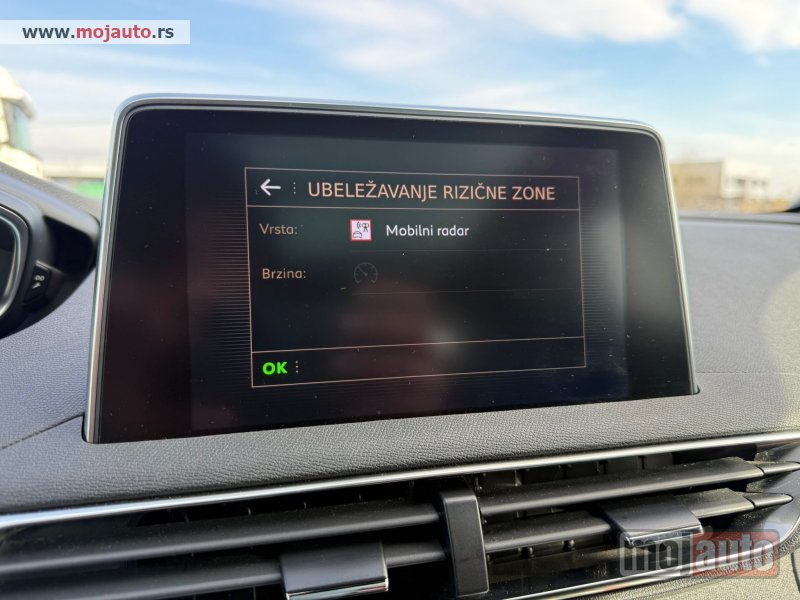 www.mojauto.rs
UBELEŽAVANJE RIZIČNE ZONE
Vrsta: Mobilni radar
Brzina:
OK
mojauto